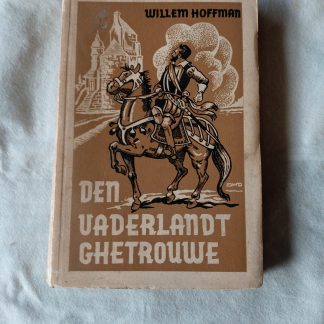 WILLEM HOFFMAN
DEN
VADERLANDT
GHETROUWE